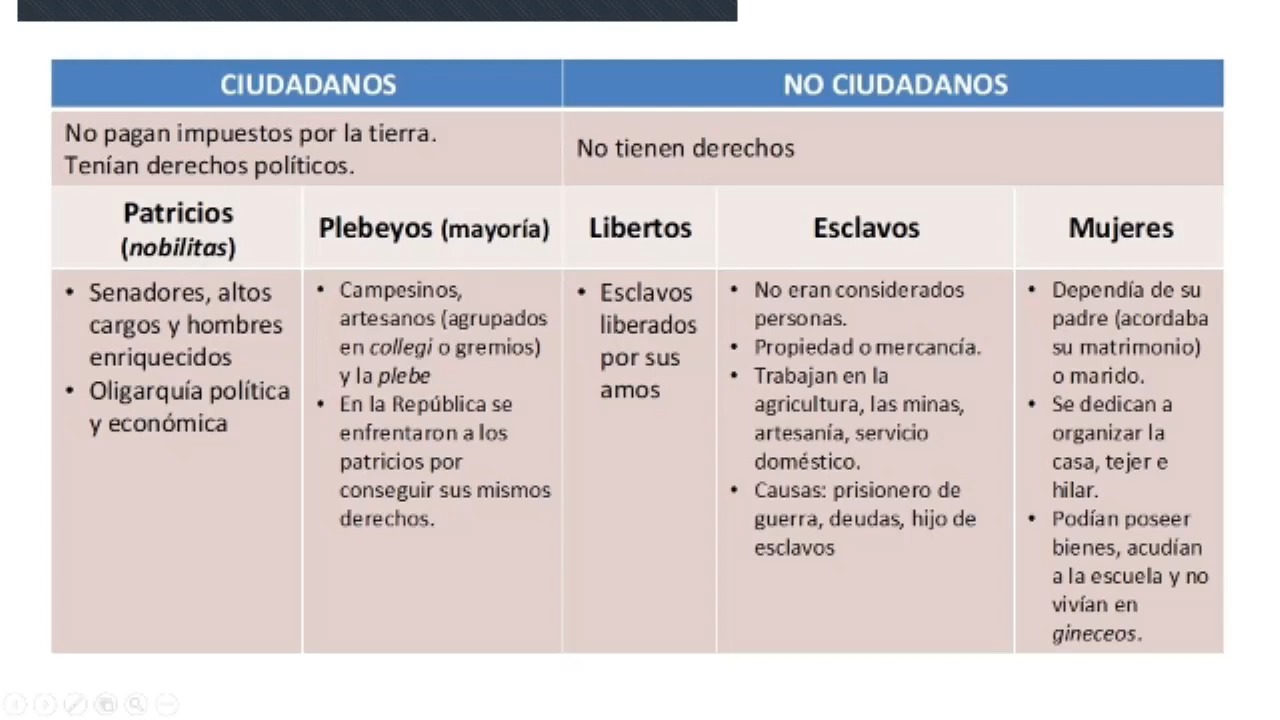 CIUDADANOS
NO CIUDADANOS
No pagan impuestos por la tierra.
Tenían derechos políticos.
No tienen derechos
Patricios
(nobilitas)
Plebeyos (mayoría)
Libertos
Esclavos
Mujeres
• Senadores, altos
cargos y hombres
enriquecidos
• Oligarquía política
y económica
• Campesinos,
artesanos (agrupados
en collegi o gremios)
y la plebe
• En la República se
enfrentaron a los
patricios por
conseguir sus mismos
derechos.
• Esclavos
liberados
por sus
amos
• No eran considerados
personas.
• Propiedad o mercancía.
• Trabajan en la
agricultura, las minas,
artesanía, servicio
doméstico.
• Causas: prisionero de
guerra, deudas, hijo de
esclavos
• Dependía de su
padre (acordaba
su matrimonio)
o marido.
• Se dedican a
organizar la
casa, tejer e
hilar.
• Podían poseer
bienes, acudían
a la escuela y no
vivían en
gineceos.